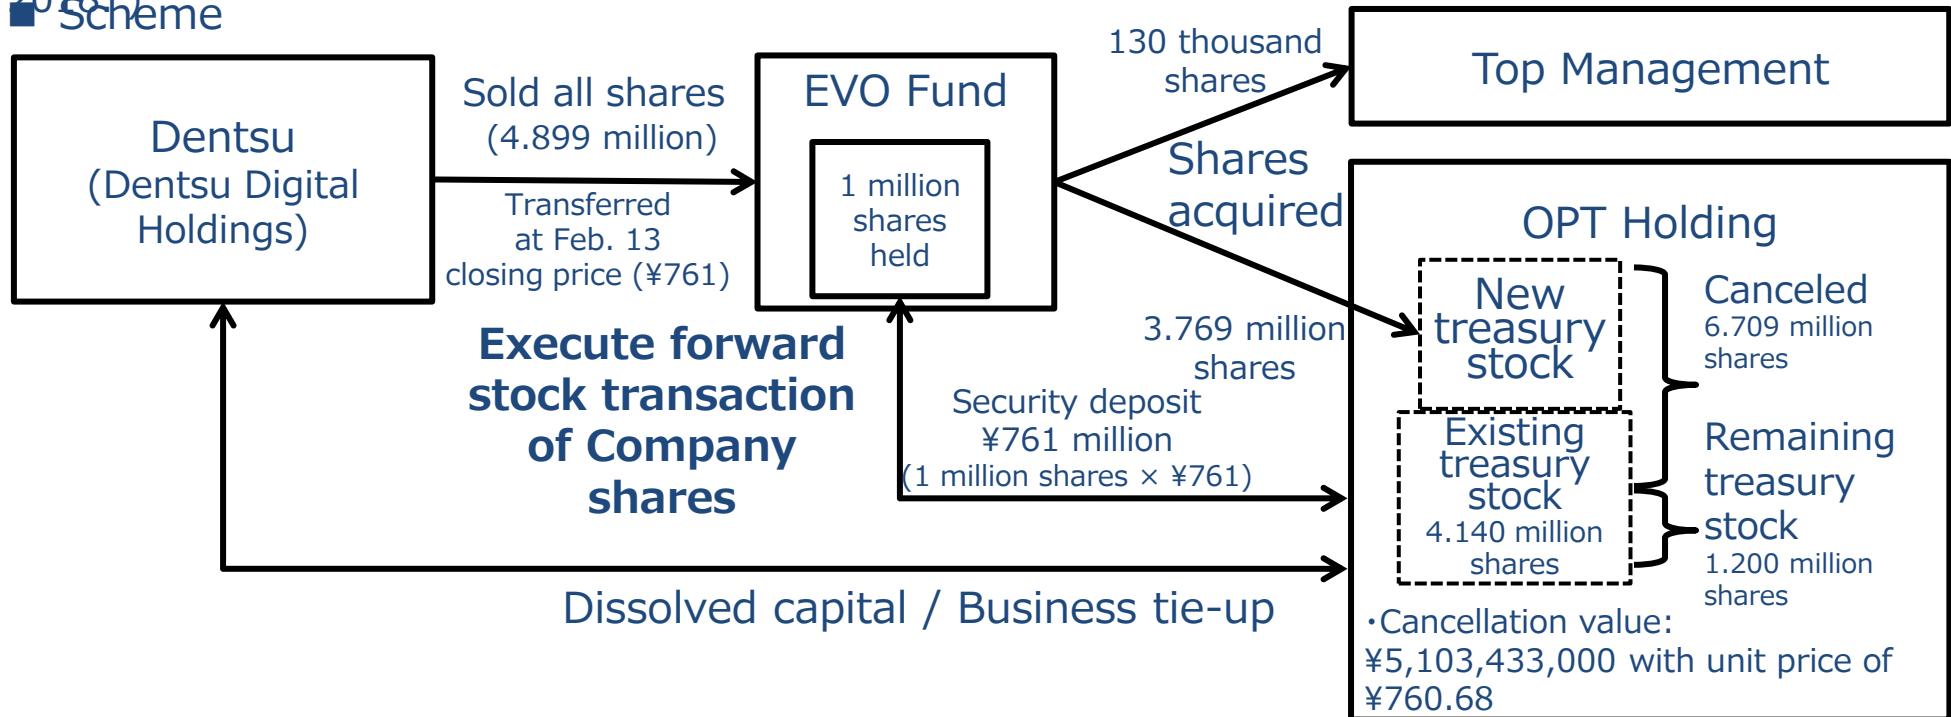 ■ Scheme
Dentsu
(Dentsu Digital
Holdings)
Sold all shares
(4.899 million)
Transferred
at Feb. 13
closing price (¥761)
EVO Fund
1 million
shares
held
130 thousand
shares
Top Management
Shares
acquired
3.769 million
shares
OPT Holding
New
treasury
stock
Canceled
6.709 million
shares
Existing
treasury
stock
4.140 million
shares
Remaining
treasury
stock
1.200 million
shares
Execute forward
stock transaction
of Company
shares
Security deposit
¥761 million
(1 million shares × ¥761)
Dissolved capital / Business tie-up
・Cancellation value:
¥5,103,433,000 with unit price of
¥760.68